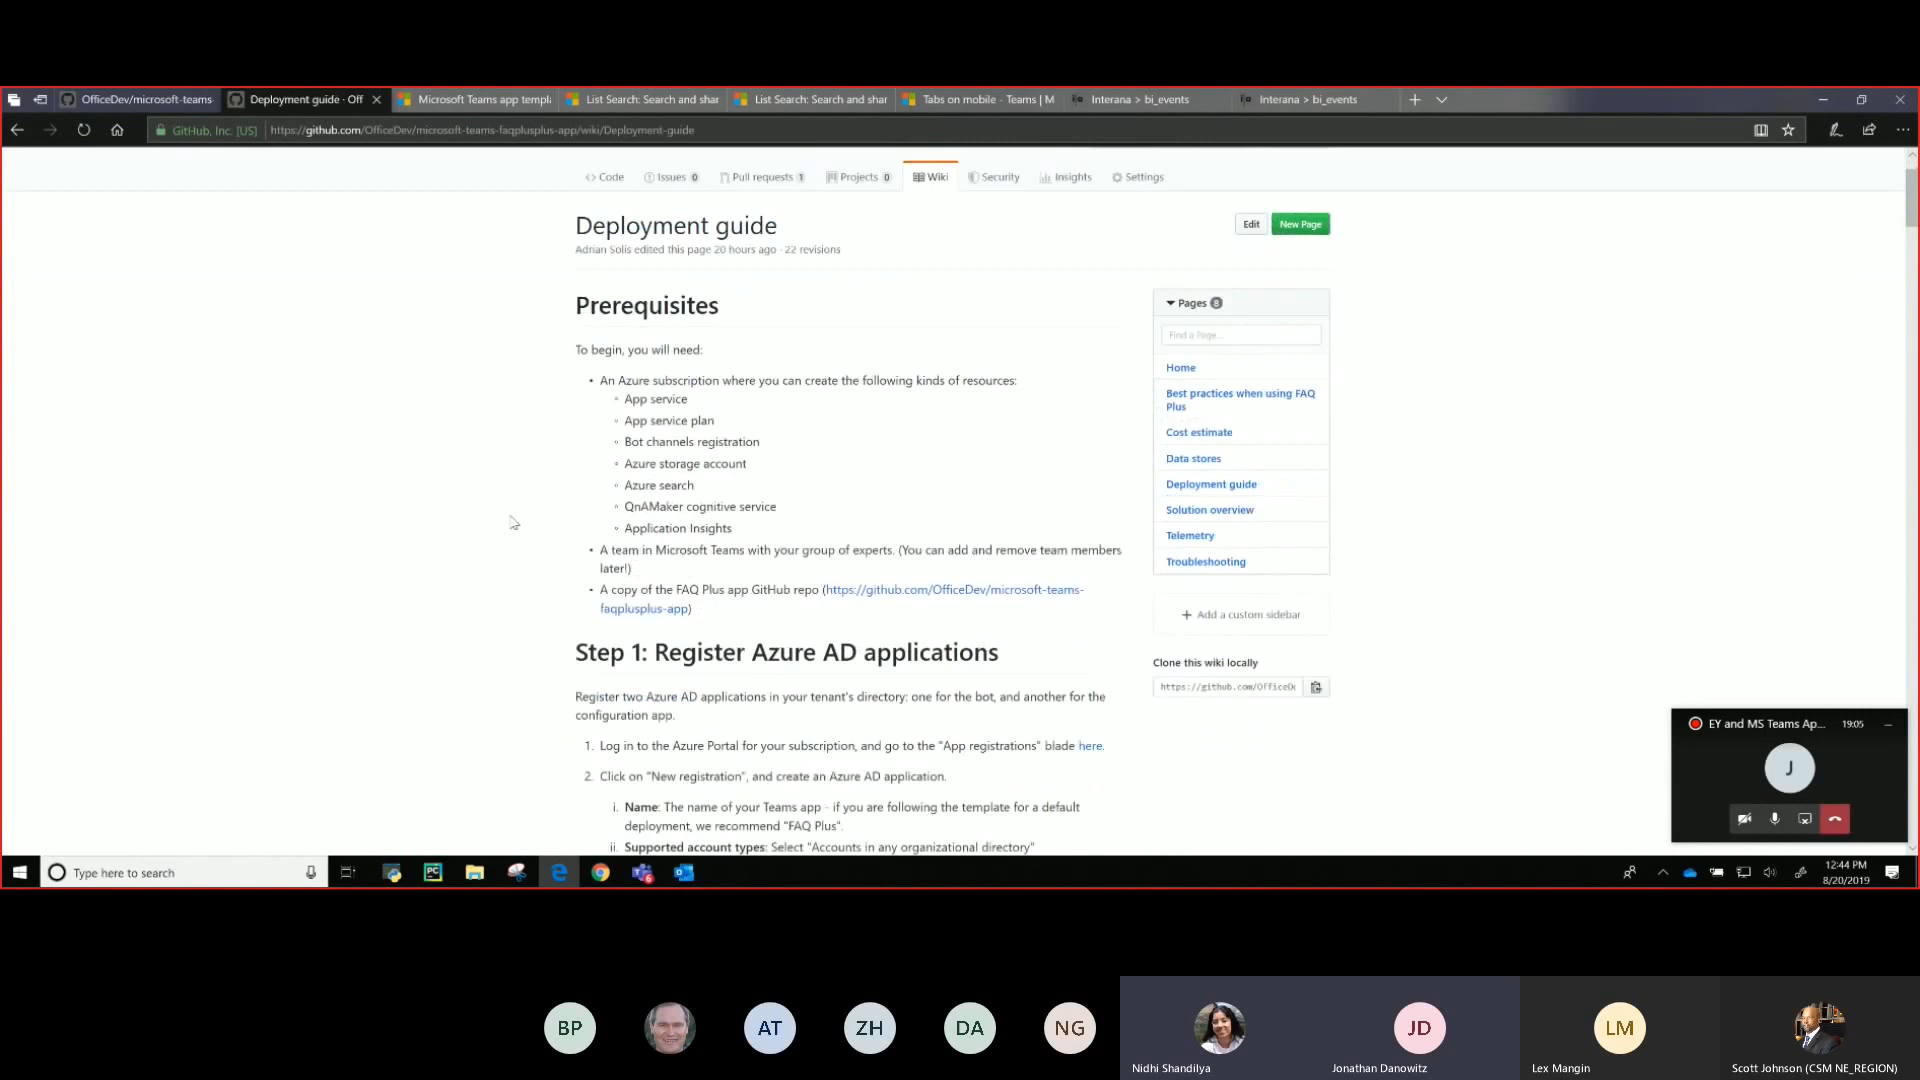 OfficeDev/microsoft-teams-
Deployment guide · Off
Microsoft Teams app templ
List Search: Search and shar
List Search: Search and shar
Tabs on mobile - Teams | M
Interana > bi_events
Interana > bi_events
GitHub, Inc. [US]
https://github.com/OfficeDev/microsoft-teams-faqplusplus-app/wiki/Deployment-guide
Code
Issues 0
Pull requests 1
Projects 0
Wiki
Security
Insights
Settings
Deployment guide
Edit
New Page
Adrian Solis edited this page 20 hours ago · 22 revisions
Prerequisites
To begin, you will need:
• An Azure subscription where you can create the following kinds of resources:
◦ App service
◦ App service plan
◦ Bot channels registration
◦ Azure storage account
◦ Azure search
◦ QnAMaker cognitive service
◦ Application Insights
• A team in Microsoft Teams with your group of experts. (You can add and remove team members
later!)
• A copy of the FAQ Plus app GitHub repo (https://github.com/OfficeDev/microsoft-teams-
faqplusplus-app)
Step 1: Register Azure AD applications
Register two Azure AD applications in your tenant's directory: one for the bot, and another for the
configuration app.
1. Log in to the Azure Portal for your subscription, and go to the "App registrations" blade here.
2. Click on "New registration", and create an Azure AD application.
i. Name: The name of your Teams app - if you are following the template for a default
deployment, we recommend "FAQ Plus".
ii. Supported account types: Select "Accounts in any organizational directory"
Pages 8
Find a Page...
Home
Best practices when using FAQ
Plus
Cost estimate
Data stores
Deployment guide
Solution overview
Telemetry
Troubleshooting
+ Add a custom sidebar
Clone this wiki locally
https://github.com/OfficeDe
EY and MS Teams Ap...
19:05
J
Type here to search
PC
6
12:44 PM
8/20/2019
BP
AT
ZH
DA
NG
JD
LM
Nidhi Shandilya
Jonathan Danowitz
Lex Mangin
Scott Johnson (CSM NE_REGION)